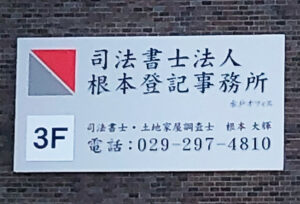 司法書士法人
根本登記事務所
水戸オフィス
3F
司法書士・土地家屋調査士 根本 大輝
電話:029-297-4810